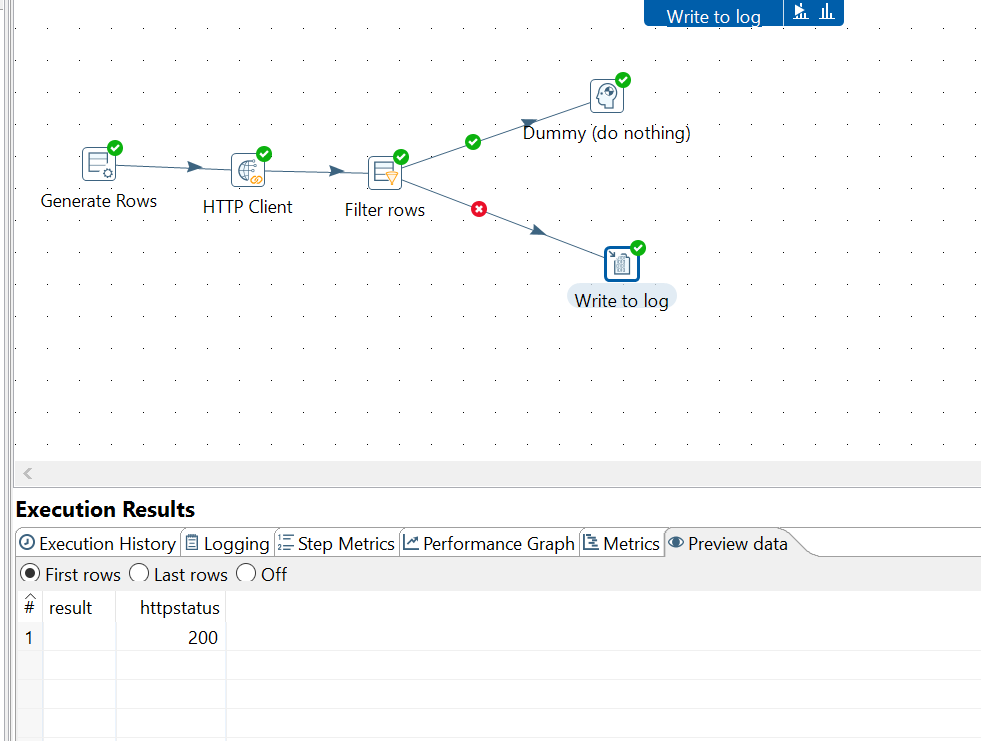 Write to log
Dummy (do nothing)
Generate Rows
HTTP Client
Filter rows
Write to log
Execution Results
Execution History Logging Step Metrics Performance Graph Metrics Preview data
First rows Last rows Off
# result httpstatus
1 200